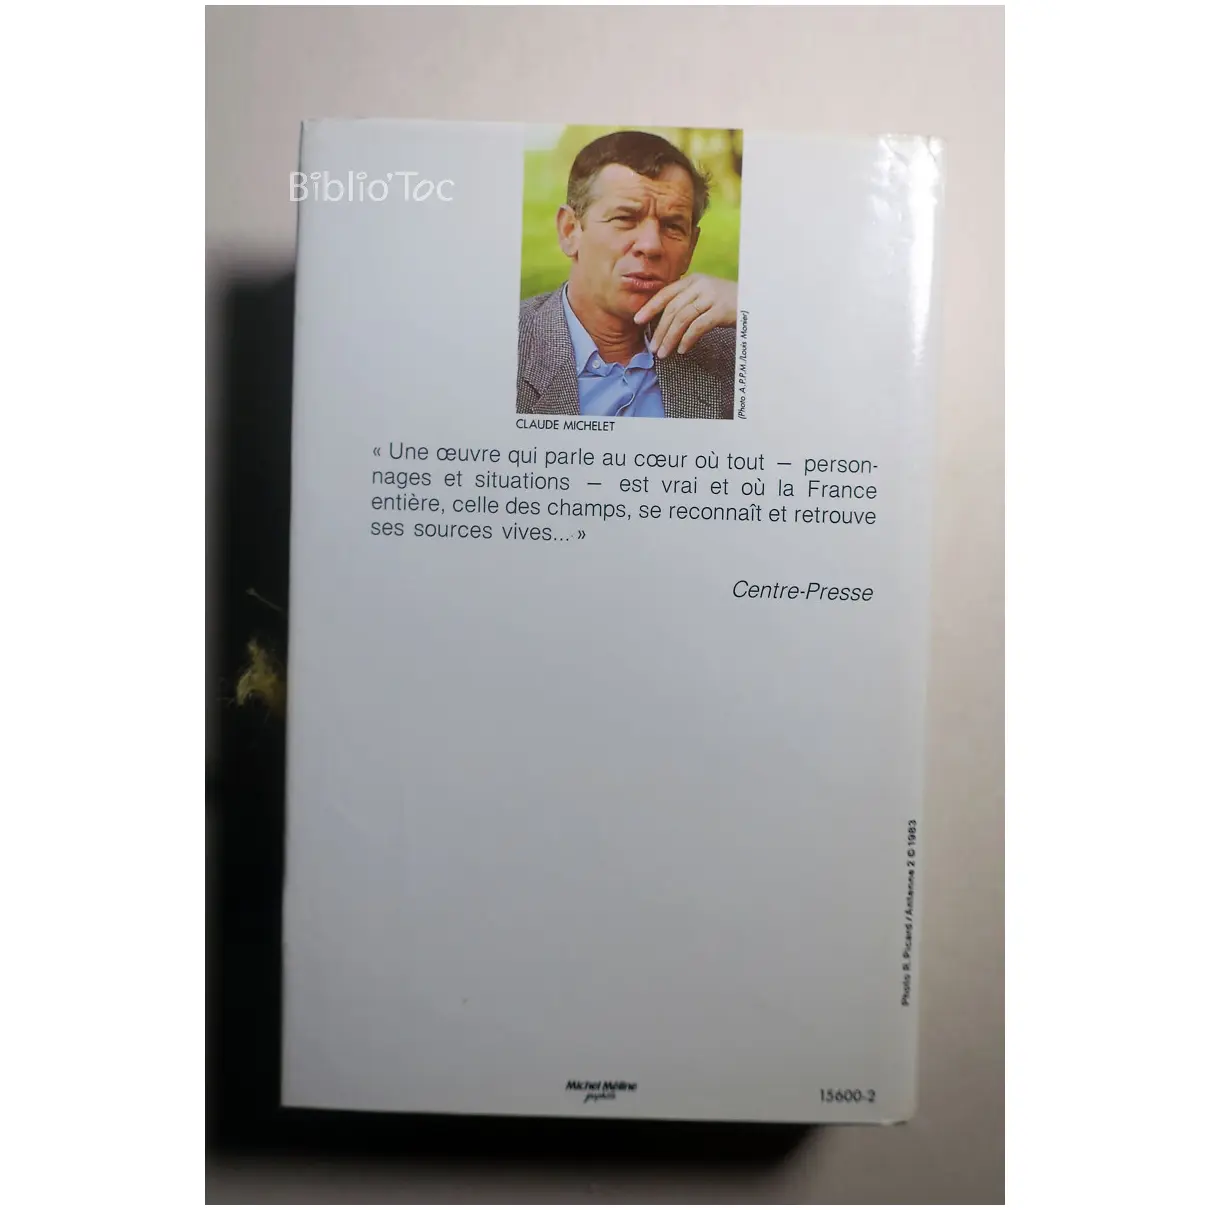 Biblio'Toc
(Photo A.P.P.M./Louis Monier)
CLAUDE MICHELET
« Une œuvre qui parle au cœur où tout — person-
nages et situations — est vrai et où la France
entière, celle des champs, se reconnaît et retrouve
ses sources vives... »
Centre-Presse
Photo R. Picard / Antenne 2 © 1983
Michel Méline
15600-2